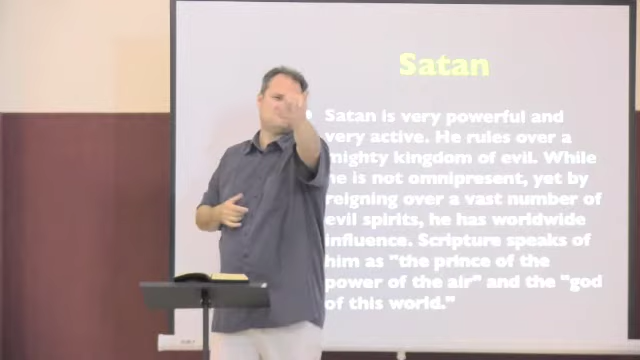 Satan
Satan is very powerful and
very active. He rules over a
mighty kingdom of evil. While
he is not omnipresent, yet by
reigning over a vast number of
evil spirits, he has worldwide
influence. Scripture speaks of
him as "the prince of the
power of the air" and the "god
of this world."